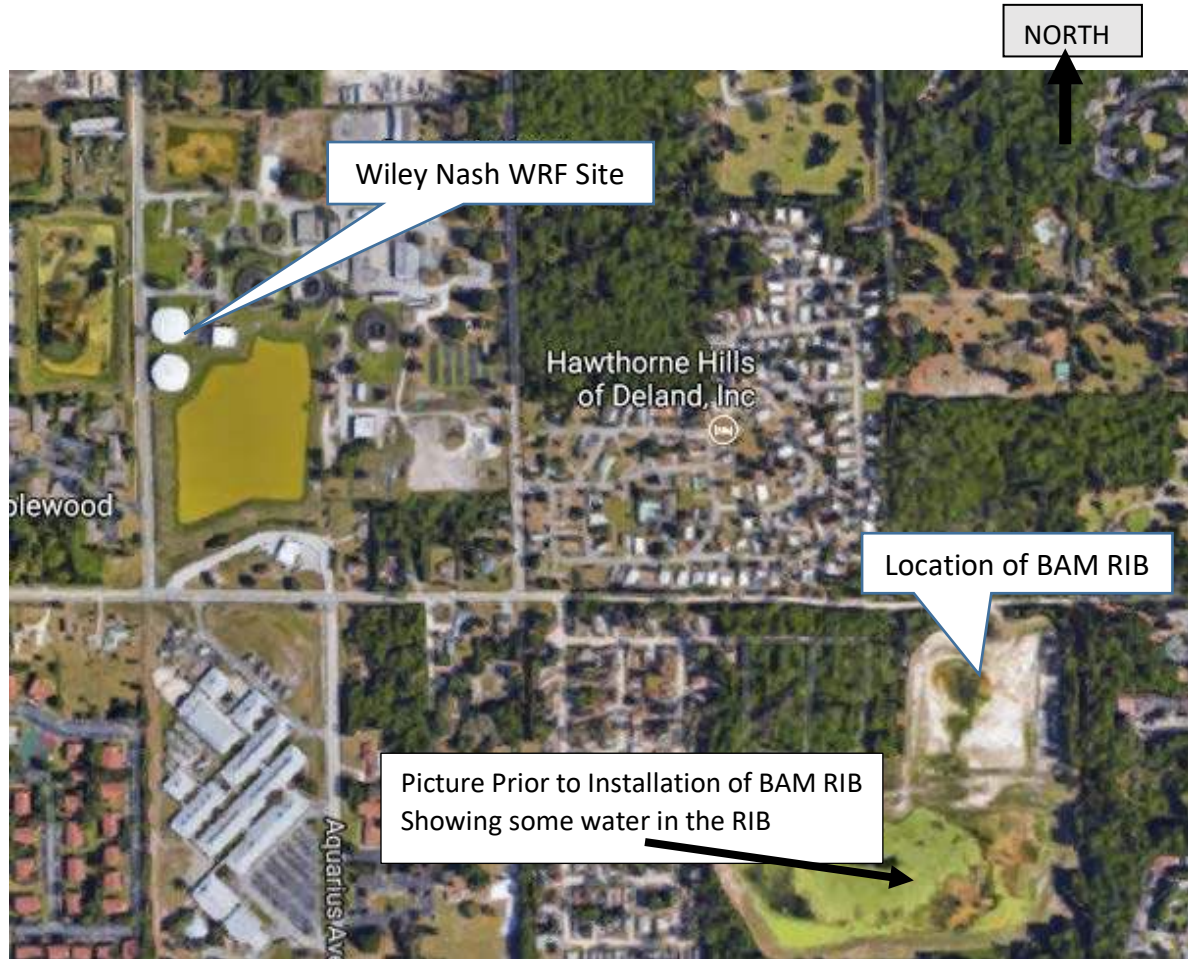 NORTH
Wiley Nash WRF Site
Hawthorne Hills
of Deland, Inc
plewood
Location of BAM RIB
Picture Prior to Installation of BAM RIB
Showing some water in the RIB
Aquarius Av